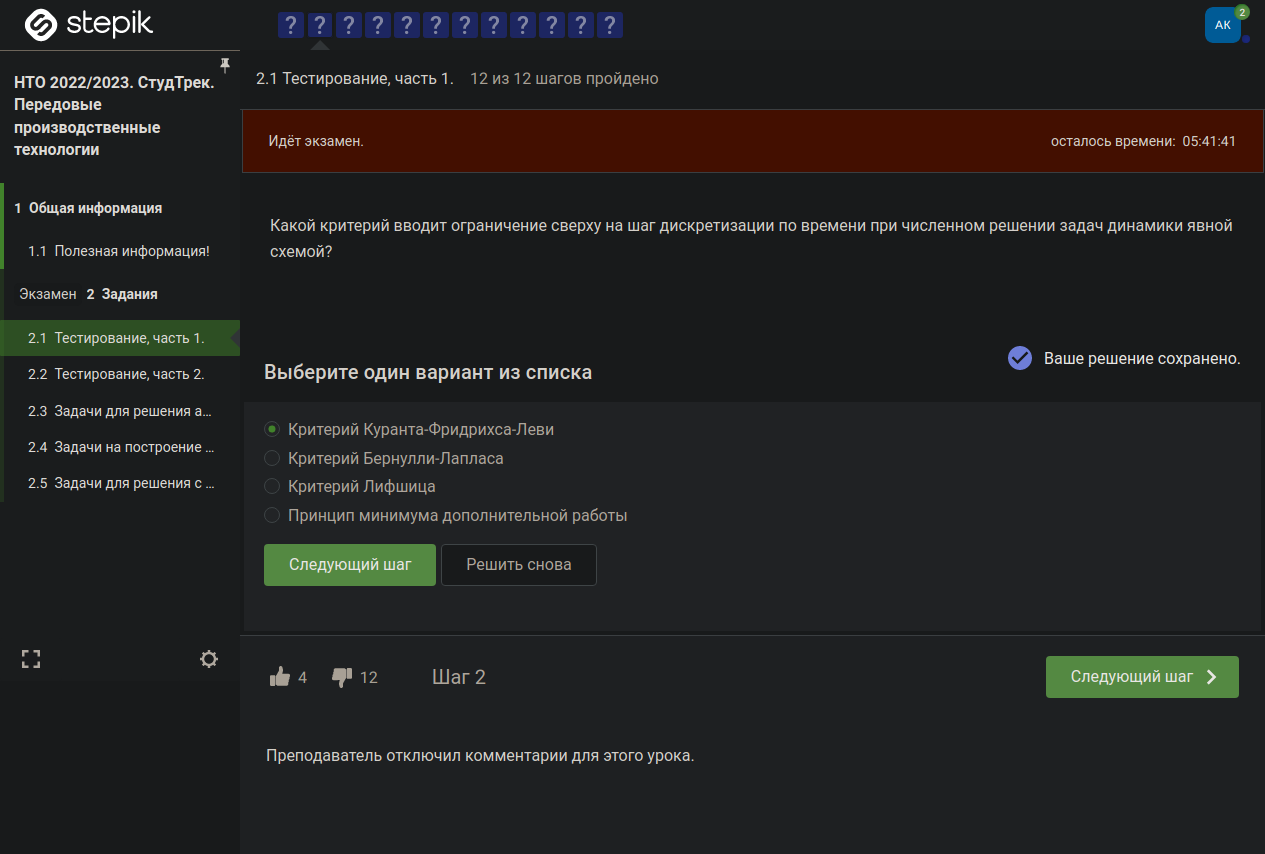 stepik
? ? ? ? ? ? ? ? ? ? ? ?
АК
2
НТО 2022/2023. СтудТрек.
Передовые
производственные
технологии
1 Общая информация
1.1 Полезная информация!
Экзамен 2 Задания
2.1 Тестирование, часть 1.
2.2 Тестирование, часть 2.
2.3 Задачи для решения а...
2.4 Задачи на построение ...
2.5 Задачи для решения с ...
2.1 Тестирование, часть 1. 12 из 12 шагов пройдено
Идёт экзамен. осталось времени: 05:41:41
Какой критерий вводит ограничение сверху на шаг дискретизации по времени при численном решении задач динамики явной
схемой?
Ваше решение сохранено.
Выберите один вариант из списка
Критерий Куранта-Фридрихса-Леви
Критерий Бернулли-Лапласа
Критерий Лифшица
Принцип минимума дополнительной работы
Следующий шаг Решить снова
4 12 Шаг 2 Следующий шаг
Преподаватель отключил комментарии для этого урока.